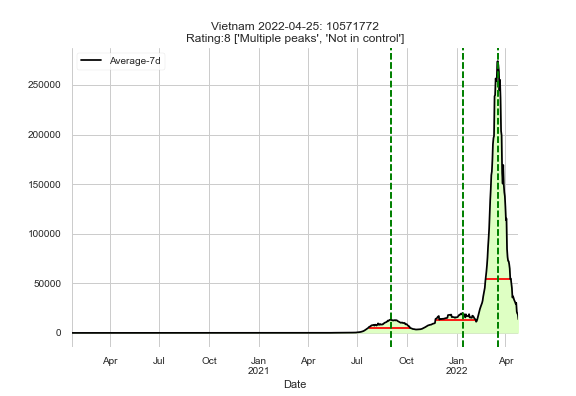 Vietnam 2022-04-25: 10571772
Rating:8 ['Multiple peaks', 'Not in control']
Average-7d
250000
200000
150000
100000
50000
0
Apr Jul Oct Jan Apr Jul Oct Jan Apr
2021 2022
Date